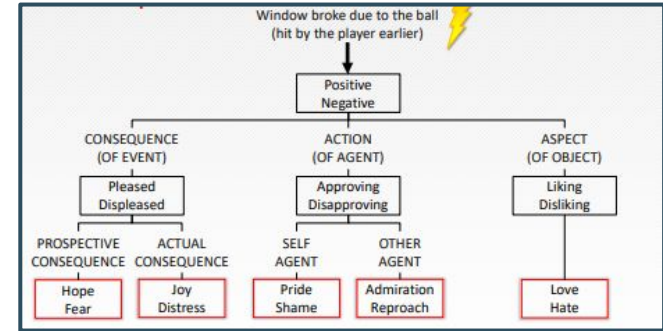 Window broke due to the ball
(hit by the player earlier)
Positive
Negative
CONSEQUENCE
(OF EVENT)
ACTION
(OF AGENT)
ASPECT
(OF OBJECT)
Pleased
Displeased
Approving
Disapproving
Liking
Disliking
PROSPECTIVE
CONSEQUENCE
ACTUAL
CONSEQUENCE
SELF
AGENT
OTHER
AGENT
Hope
Fear
Joy
Distress
Pride
Shame
Admiration
Reproach
Love
Hate